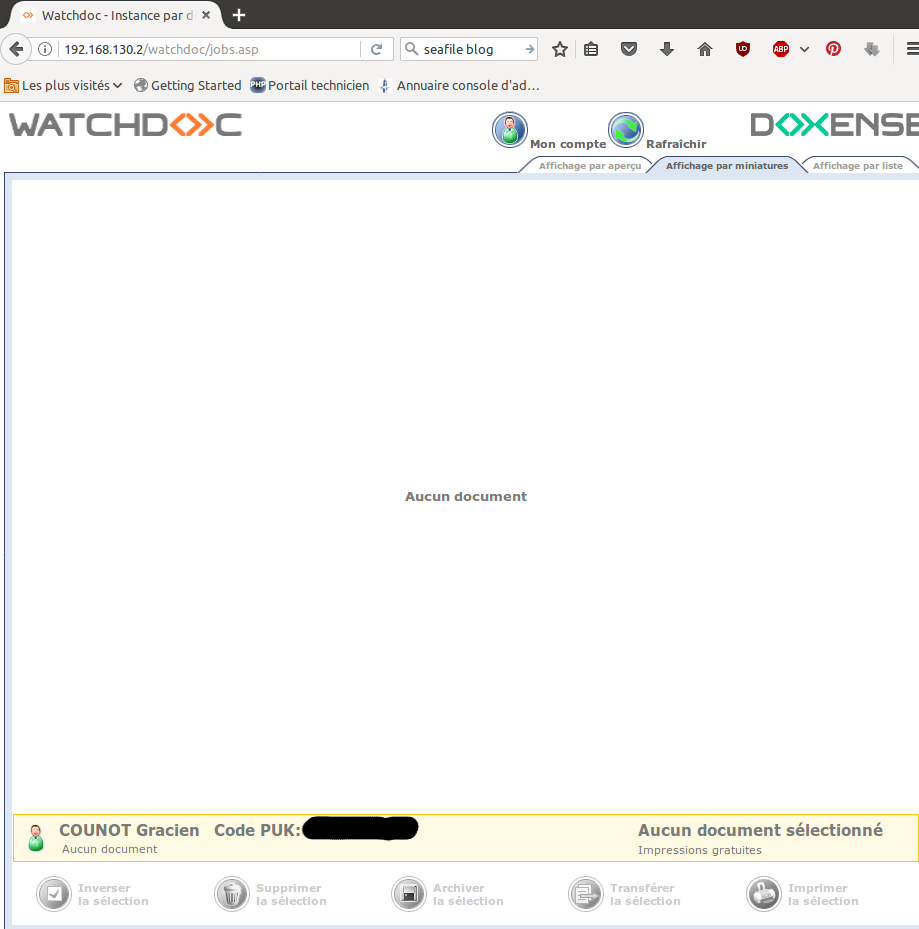 Watchdoc - Instance par d
192.168.130.2/watchdoc/jobs.asp
seafile blog
Les plus visités
Getting Started
PHP
Portail technicien
Annuaire console d'ad…
WATCHDOC
Mon compte
Rafraîchir
DOXENSE
Affichage par aperçu
Affichage par miniatures
Affichage par liste
Aucun document
COUNOT Gracien Code PUK:
Aucun document
Aucun document sélectionné
Impressions gratuites
Inverser
la sélection
Supprimer
la sélection
Archiver
la sélection
Transférer
la sélection
Imprimer
la sélection